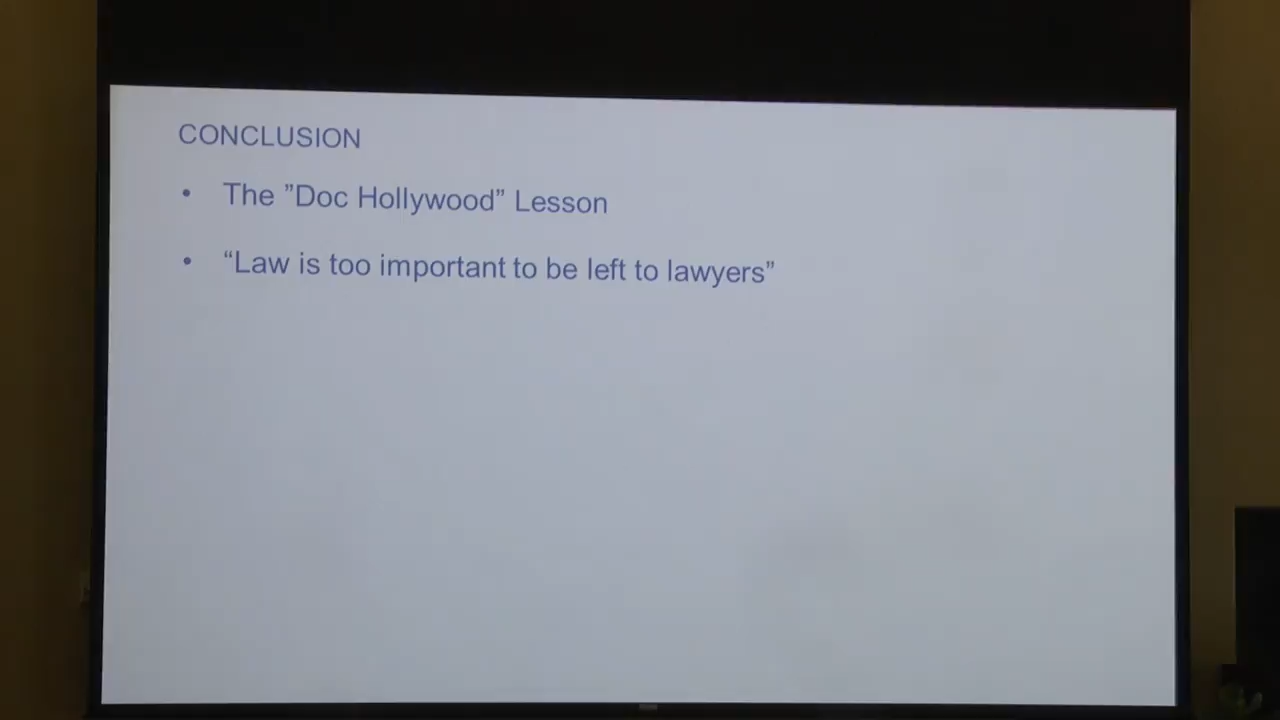 CONCLUSION
• The ”Doc Hollywood” Lesson
• “Law is too important to be left to lawyers”